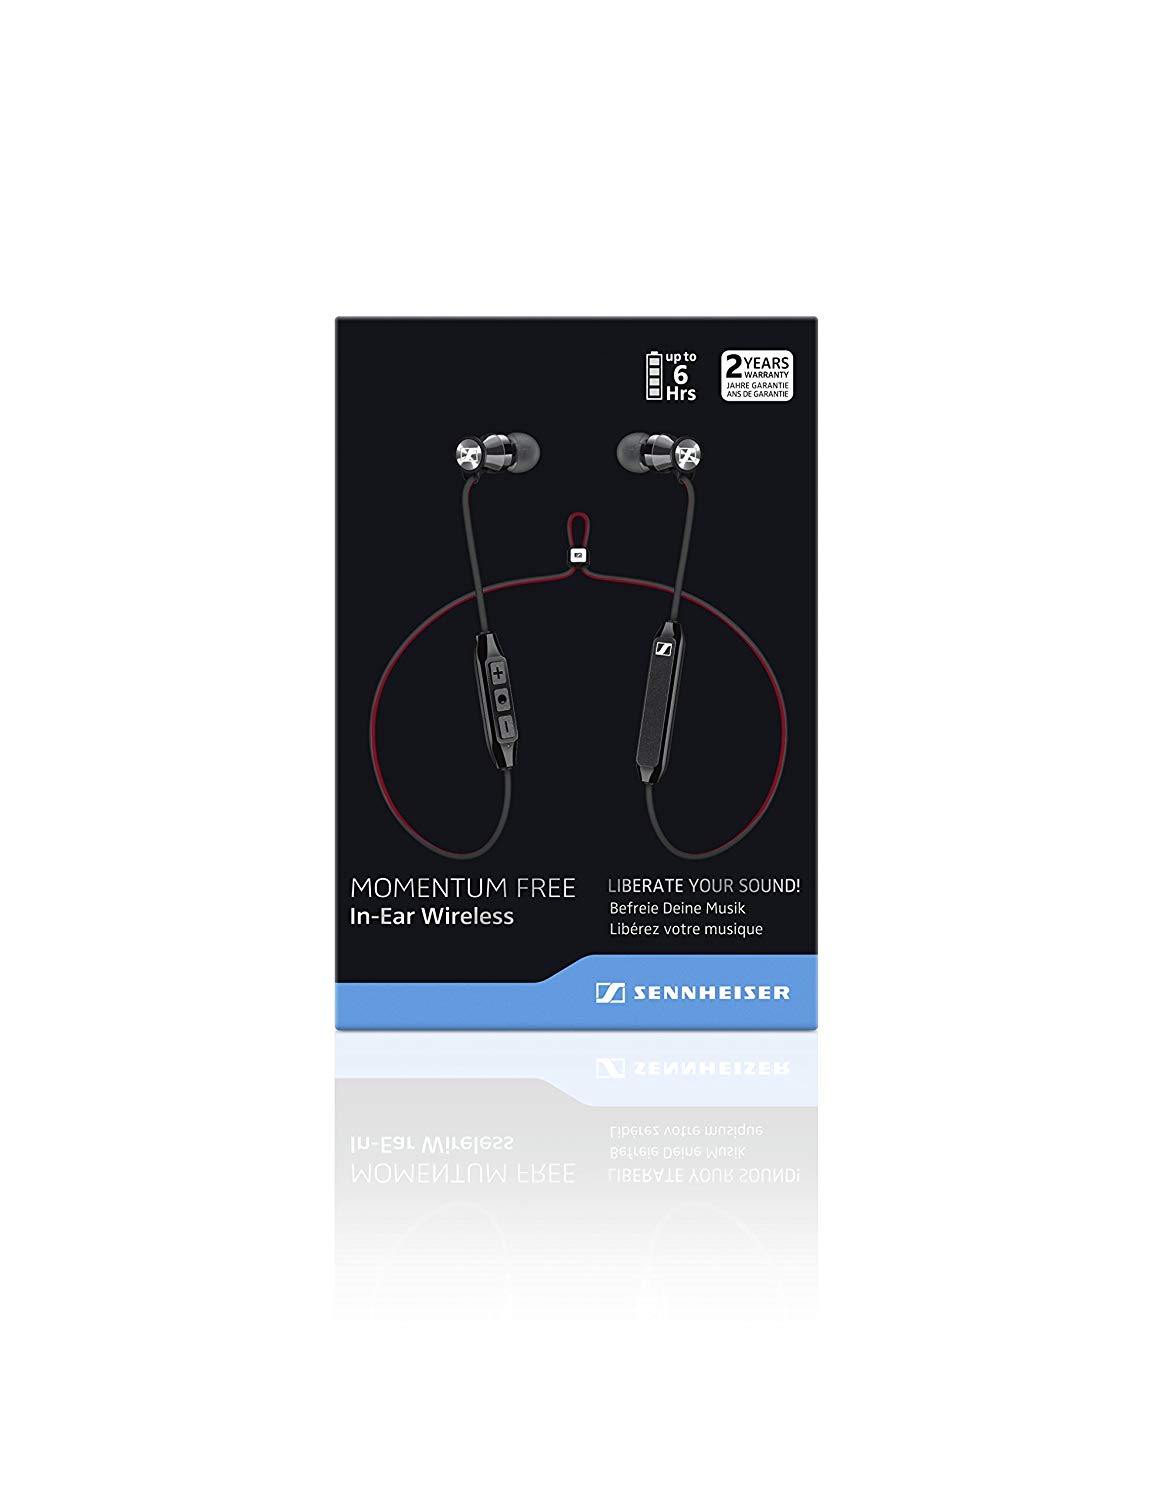 up to
6
Hrs
2 YEARS
WARRANTY
JAHRE GARANTIE
ANS DE GARANTIE
MOMENTUM FREE
In-Ear Wireless
LIBERATE YOUR SOUND!
Befreie Deine Musik
Libérez votre musique
SENNHEISER